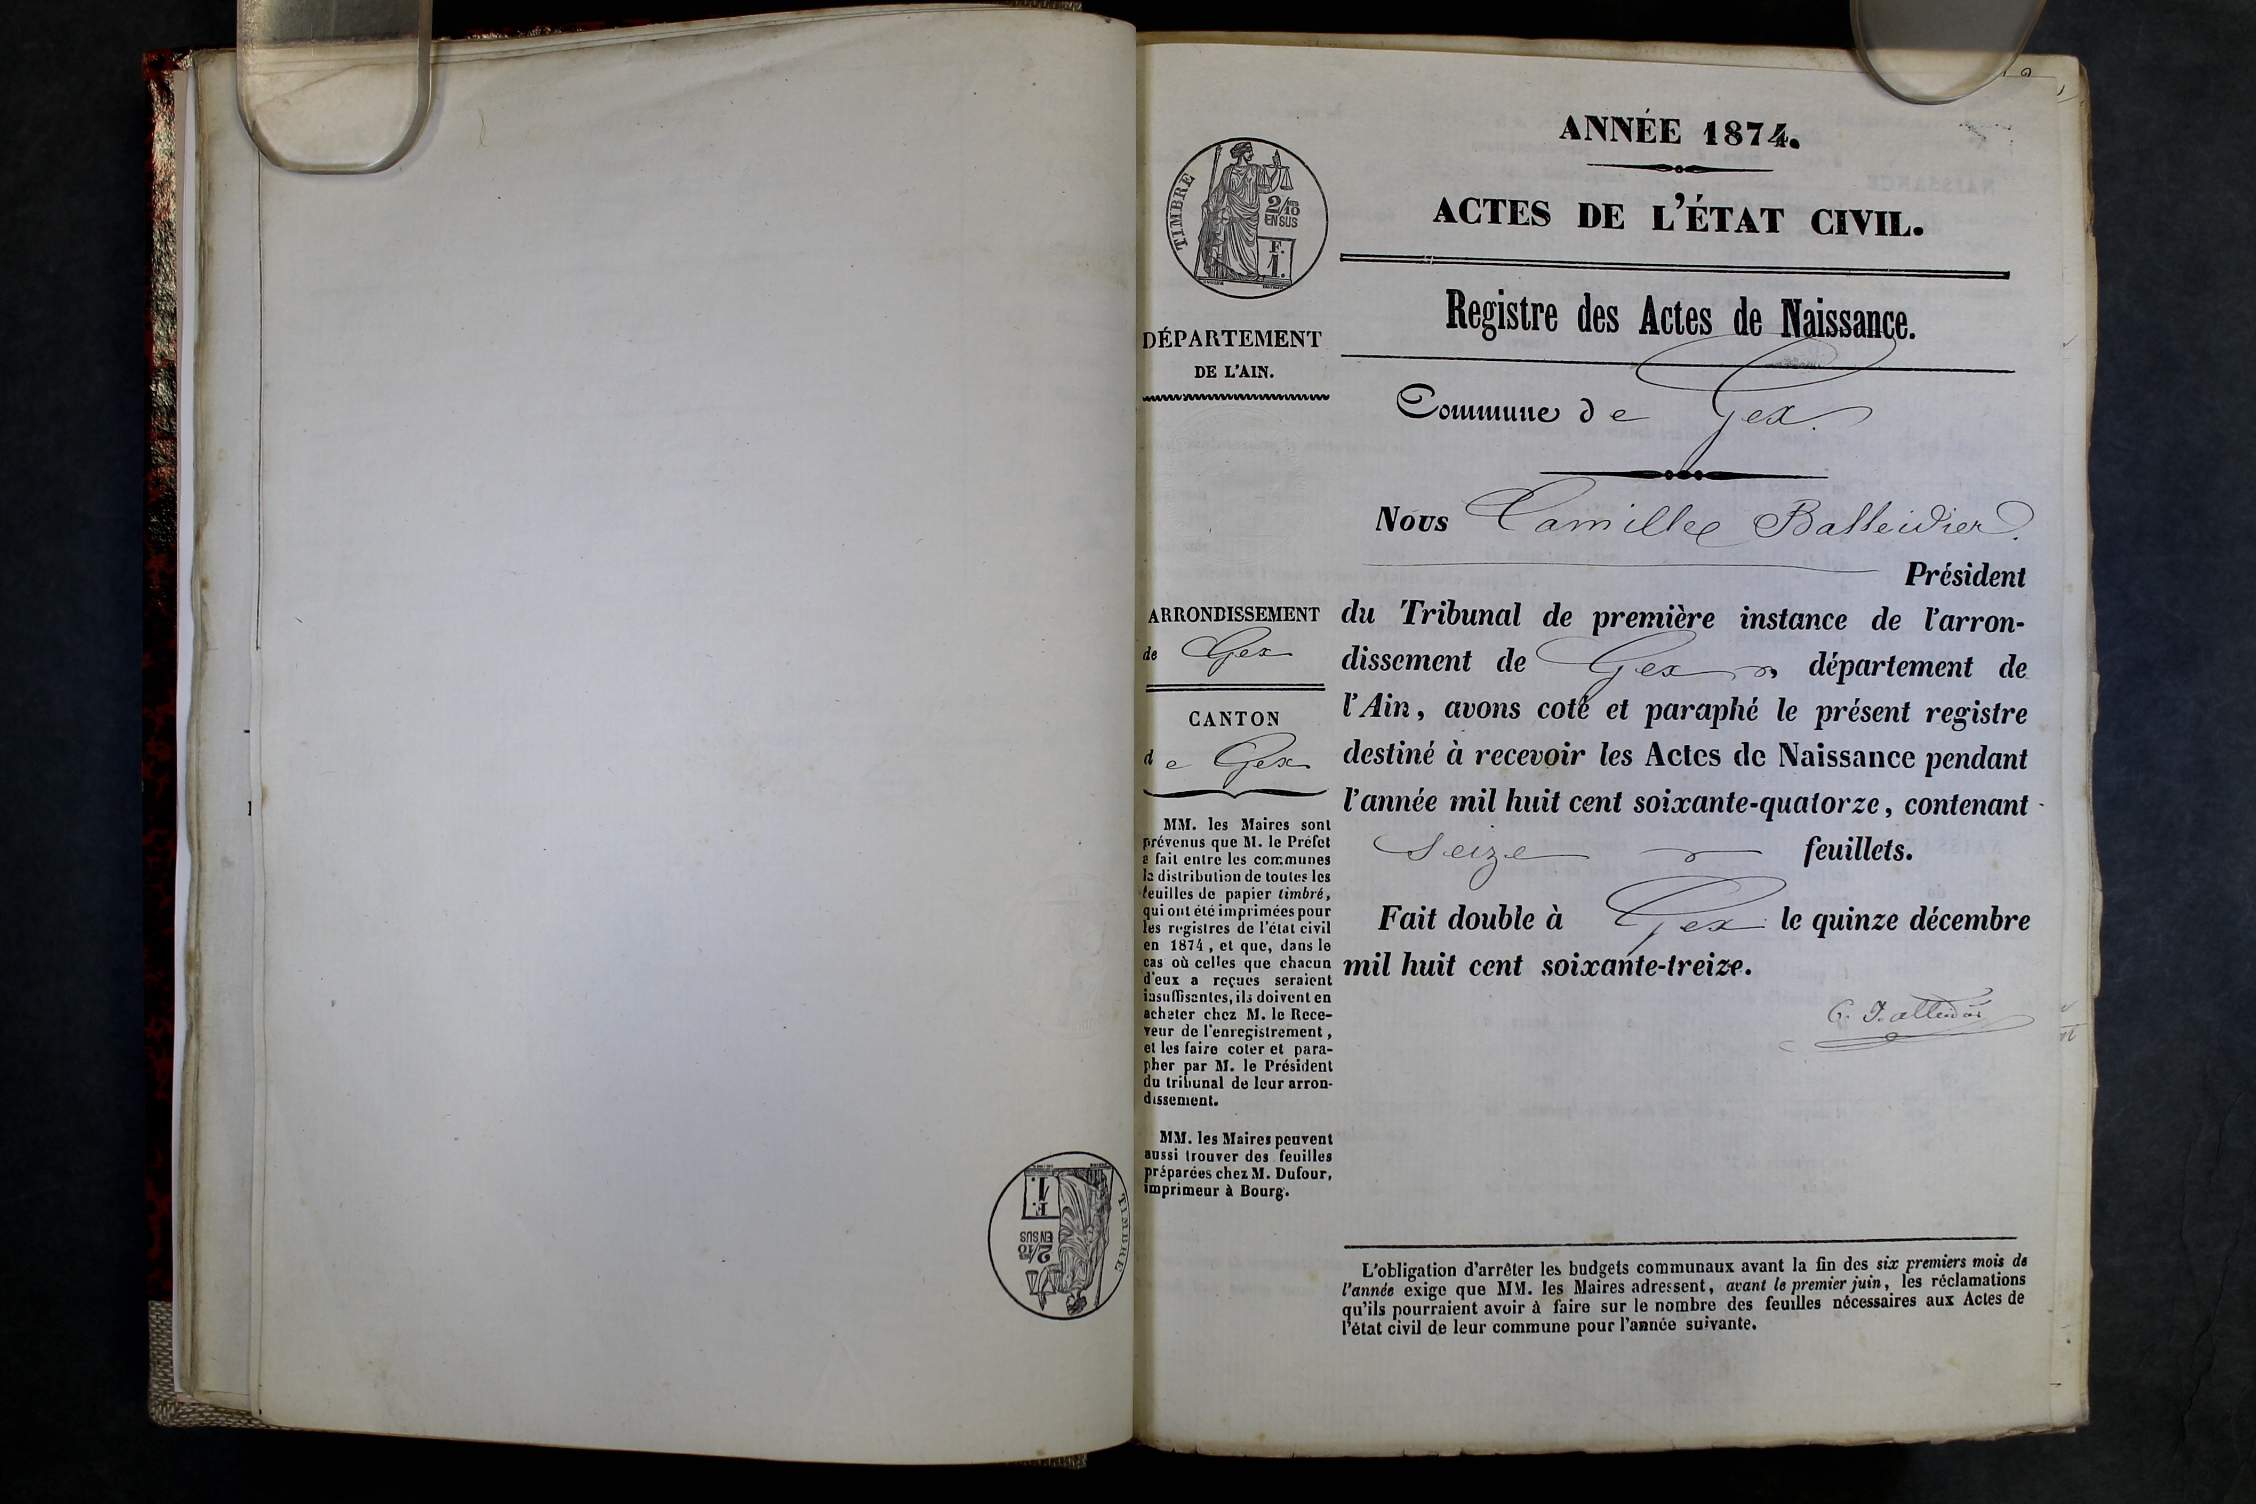 ANNÉE 1874.
ACTES DE L'ÉTAT CIVIL.
Registre des Actes de Naissance.
Commune de Gex.
TIMBRE
2/10
EN SUS
F.
1.
DÉPARTEMENT
DE L'AIN.
ARRONDISSEMENT
de Gex
CANTON
de Gex
MM. les Maires sont
prévenus que M. le Préfet
a fait entre les communes
la distribution de toutes les
feuilles de papier timbré,
qui ont été imprimées pour
les registres de l'état civil
en 1874, et que, dans le
cas où celles que chacun
d'eux a reçues seraient
insuffisantes, ils doivent en
acheter chez M. le Rece-
veur de l'enregistrement,
et les faire coter et para-
pher par M. le Président
du tribunal de leur arron-
dissement.
MM. les Maires peuvent
aussi trouver des feuilles
préparées chez M. Dufour,
imprimeur à Bourg.
Nous Camille Balleidier.
Président
du Tribunal de première instance de l'arron-
dissement de Gex département de
l'Ain, avons coté et paraphé le présent registre
destiné à recevoir les Actes de Naissance pendant
l'année mil huit cent soixante-quatorze, contenant
seize feuillets.
Fait double à Gex le quinze décembre
mil huit cent soixante-treize.
C. Balleidier
L'obligation d'arrêter les budgets communaux avant la fin des six premiers mois de
l'année exige que MM. les Maires adressent, avant le premier juin, les réclamations
qu'ils pourraient avoir à faire sur le nombre des feuilles nécessaires aux Actes de
l'état civil de leur commune pour l'année suivante.
TIMBRE
2/10
EN SUS
F.
1.